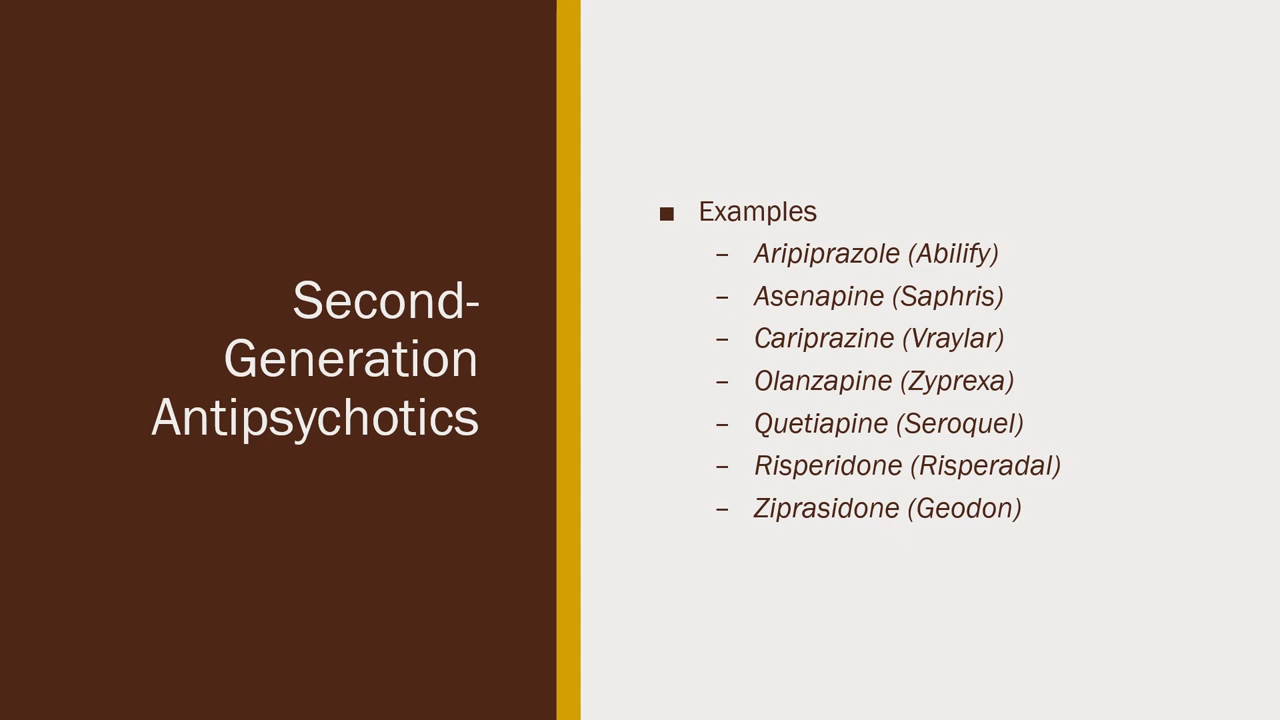 Second-
Generation
Antipsychotics
■ Examples
– Aripiprazole (Abilify)
– Asenapine (Saphris)
– Cariprazine (Vraylar)
– Olanzapine (Zyprexa)
– Quetiapine (Seroquel)
– Risperidone (Risperadal)
– Ziprasidone (Geodon)